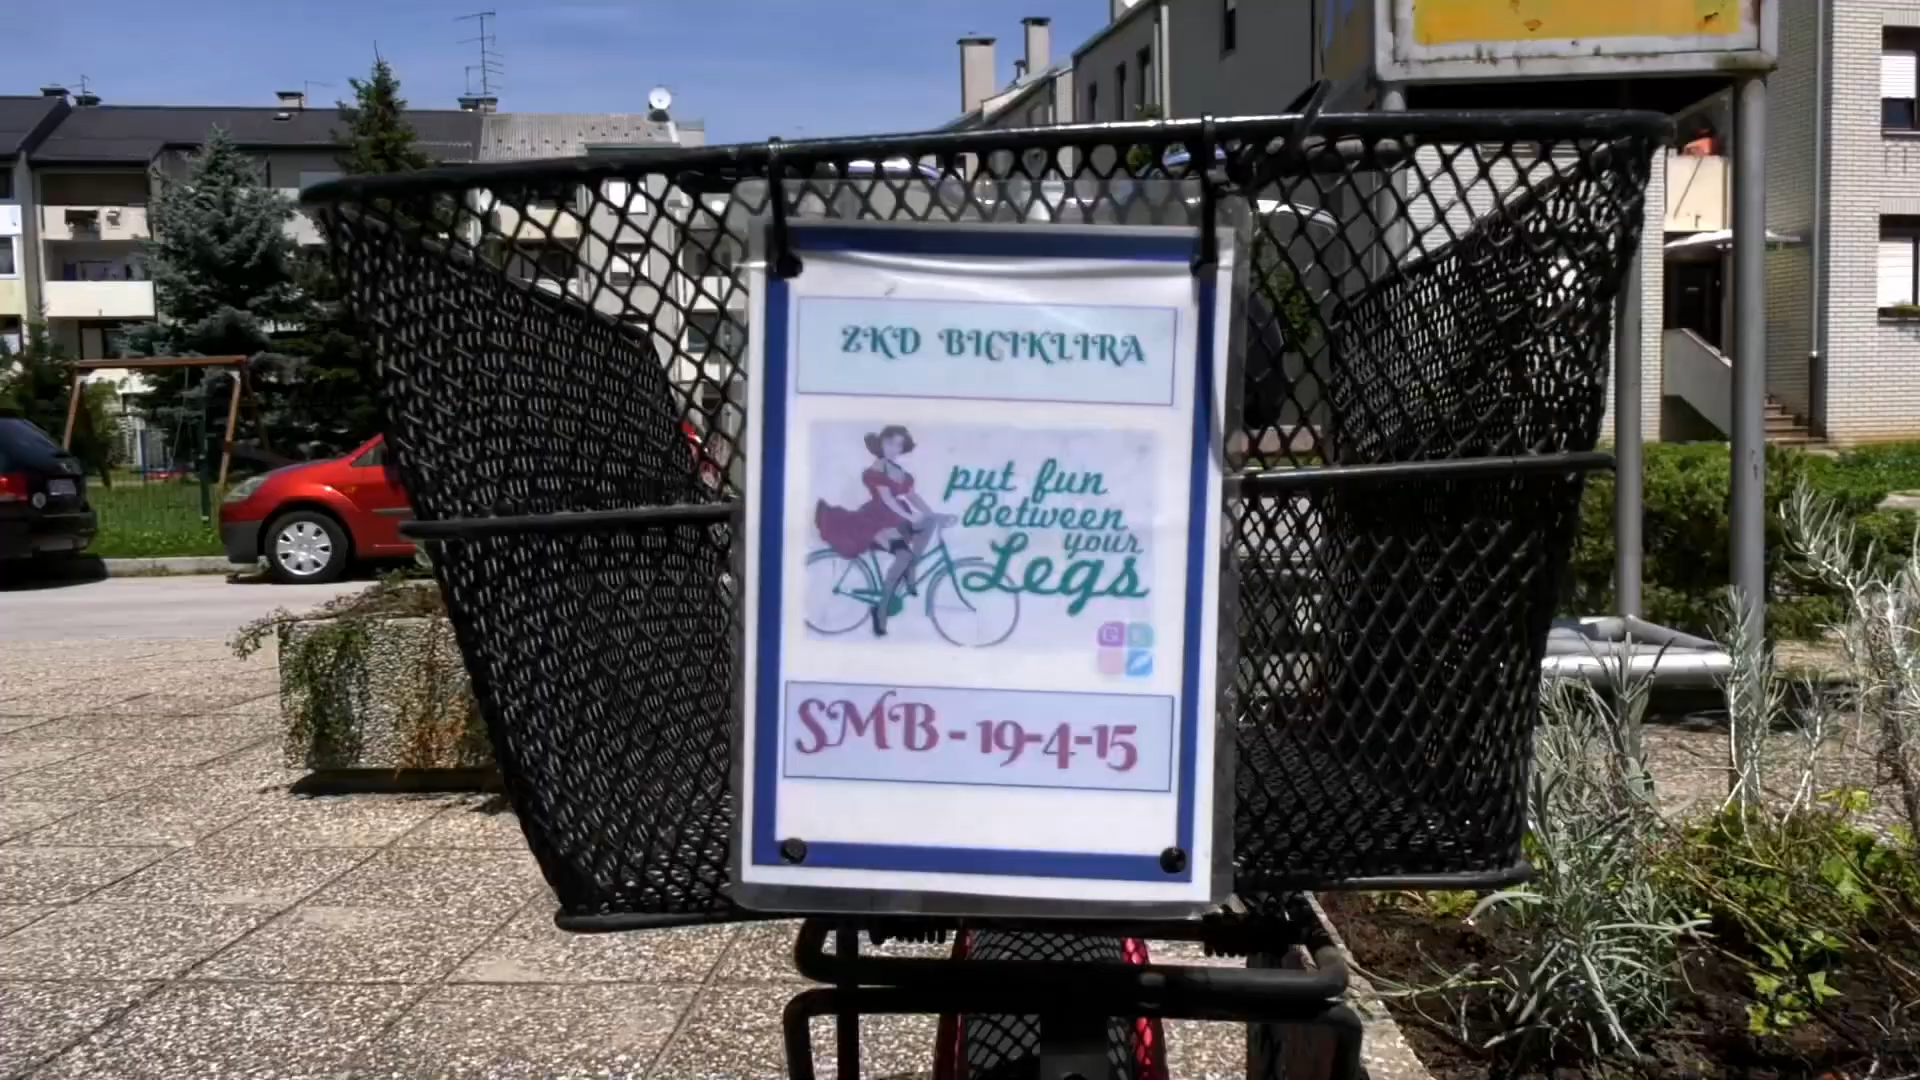 ZKD BICIKLIRA
put fun
Between
your
Legs
SMB - 19-4-15